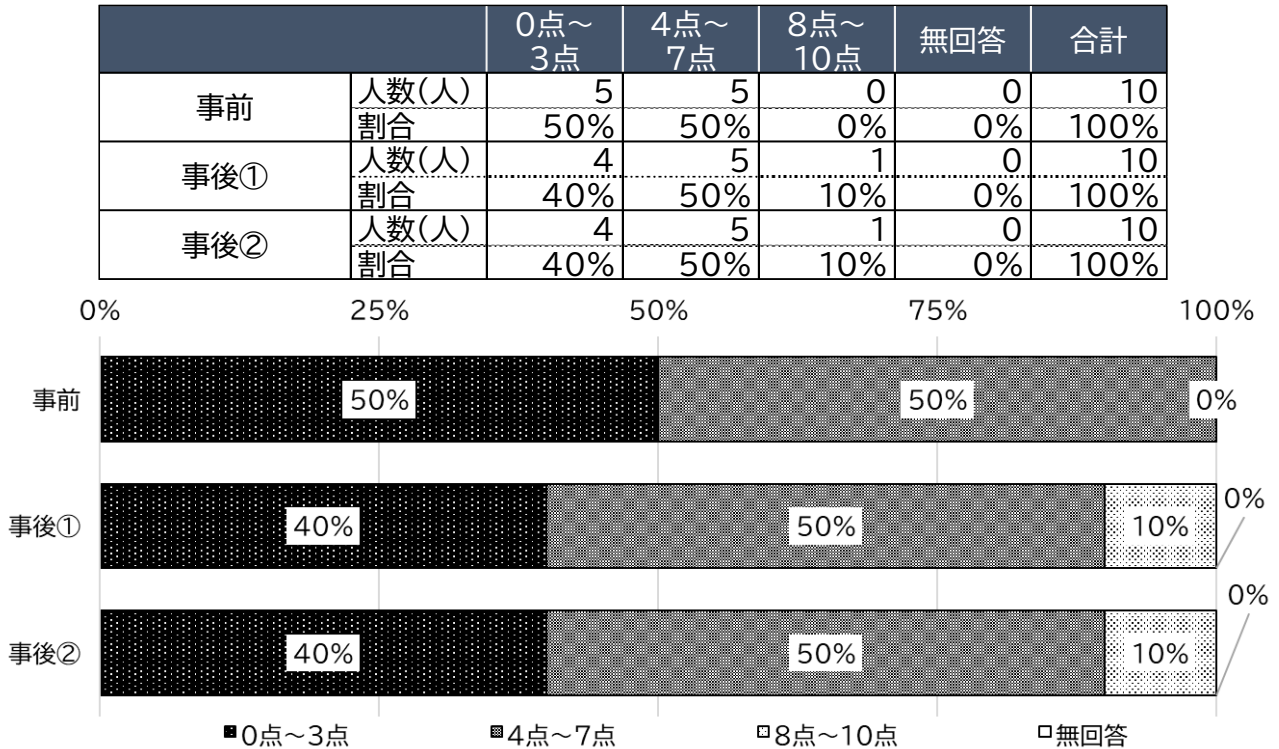 0点～3点 4点～7点 8点～10点 無回答 合計
事前 人数(人) 5 5 0 0 10
割合 50% 50% 0% 0% 100%
事後① 人数(人) 4 5 1 0 10
割合 40% 50% 10% 0% 100%
事後② 人数(人) 4 5 1 0 10
割合 40% 50% 10% 0% 100%
0% 25% 50% 75% 100%
事前 50% 50% 0%
事後① 40% 50% 10% 0%
事後② 40% 50% 10% 0%
0点～3点 4点～7点 8点～10点 無回答